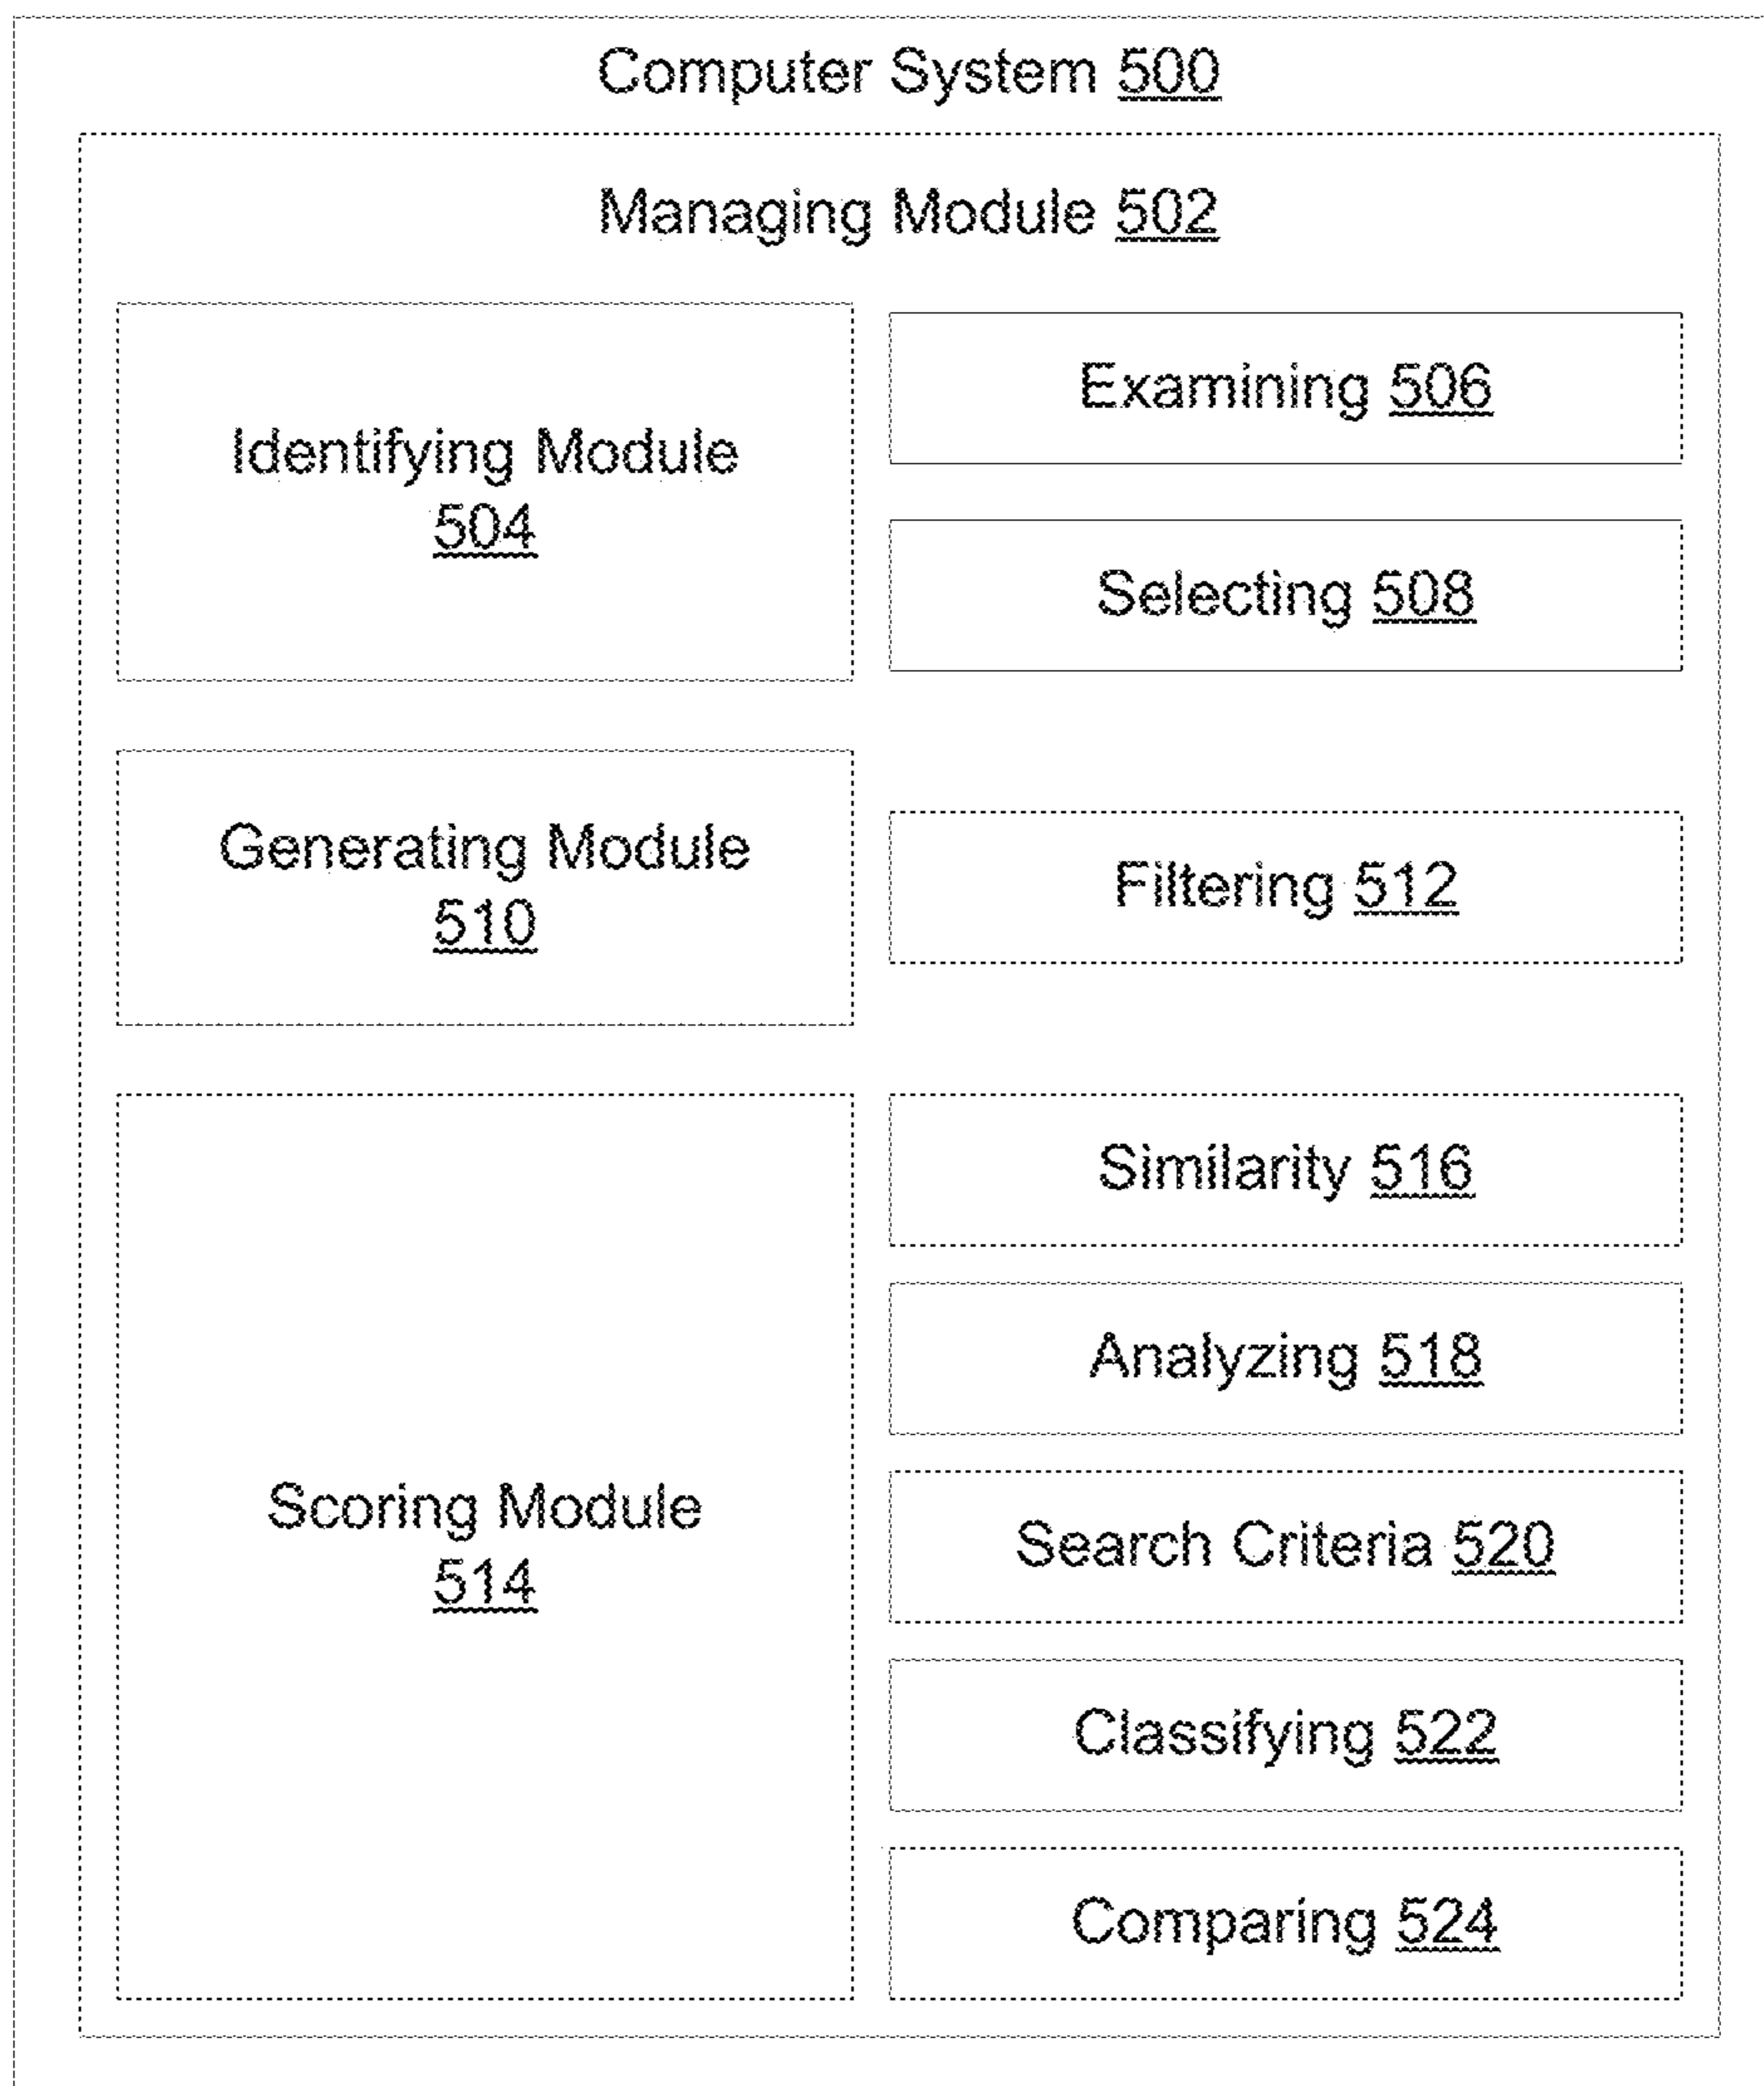 Computer System 500
Managing Module 502
Identifying Module
504
Examining 506
Selecting 508
Generating Module
510
Filtering 512
Scoring Module
514
Similarity 516
Analyzing 518
Search Criteria 520
Classifying 522
Comparing 524